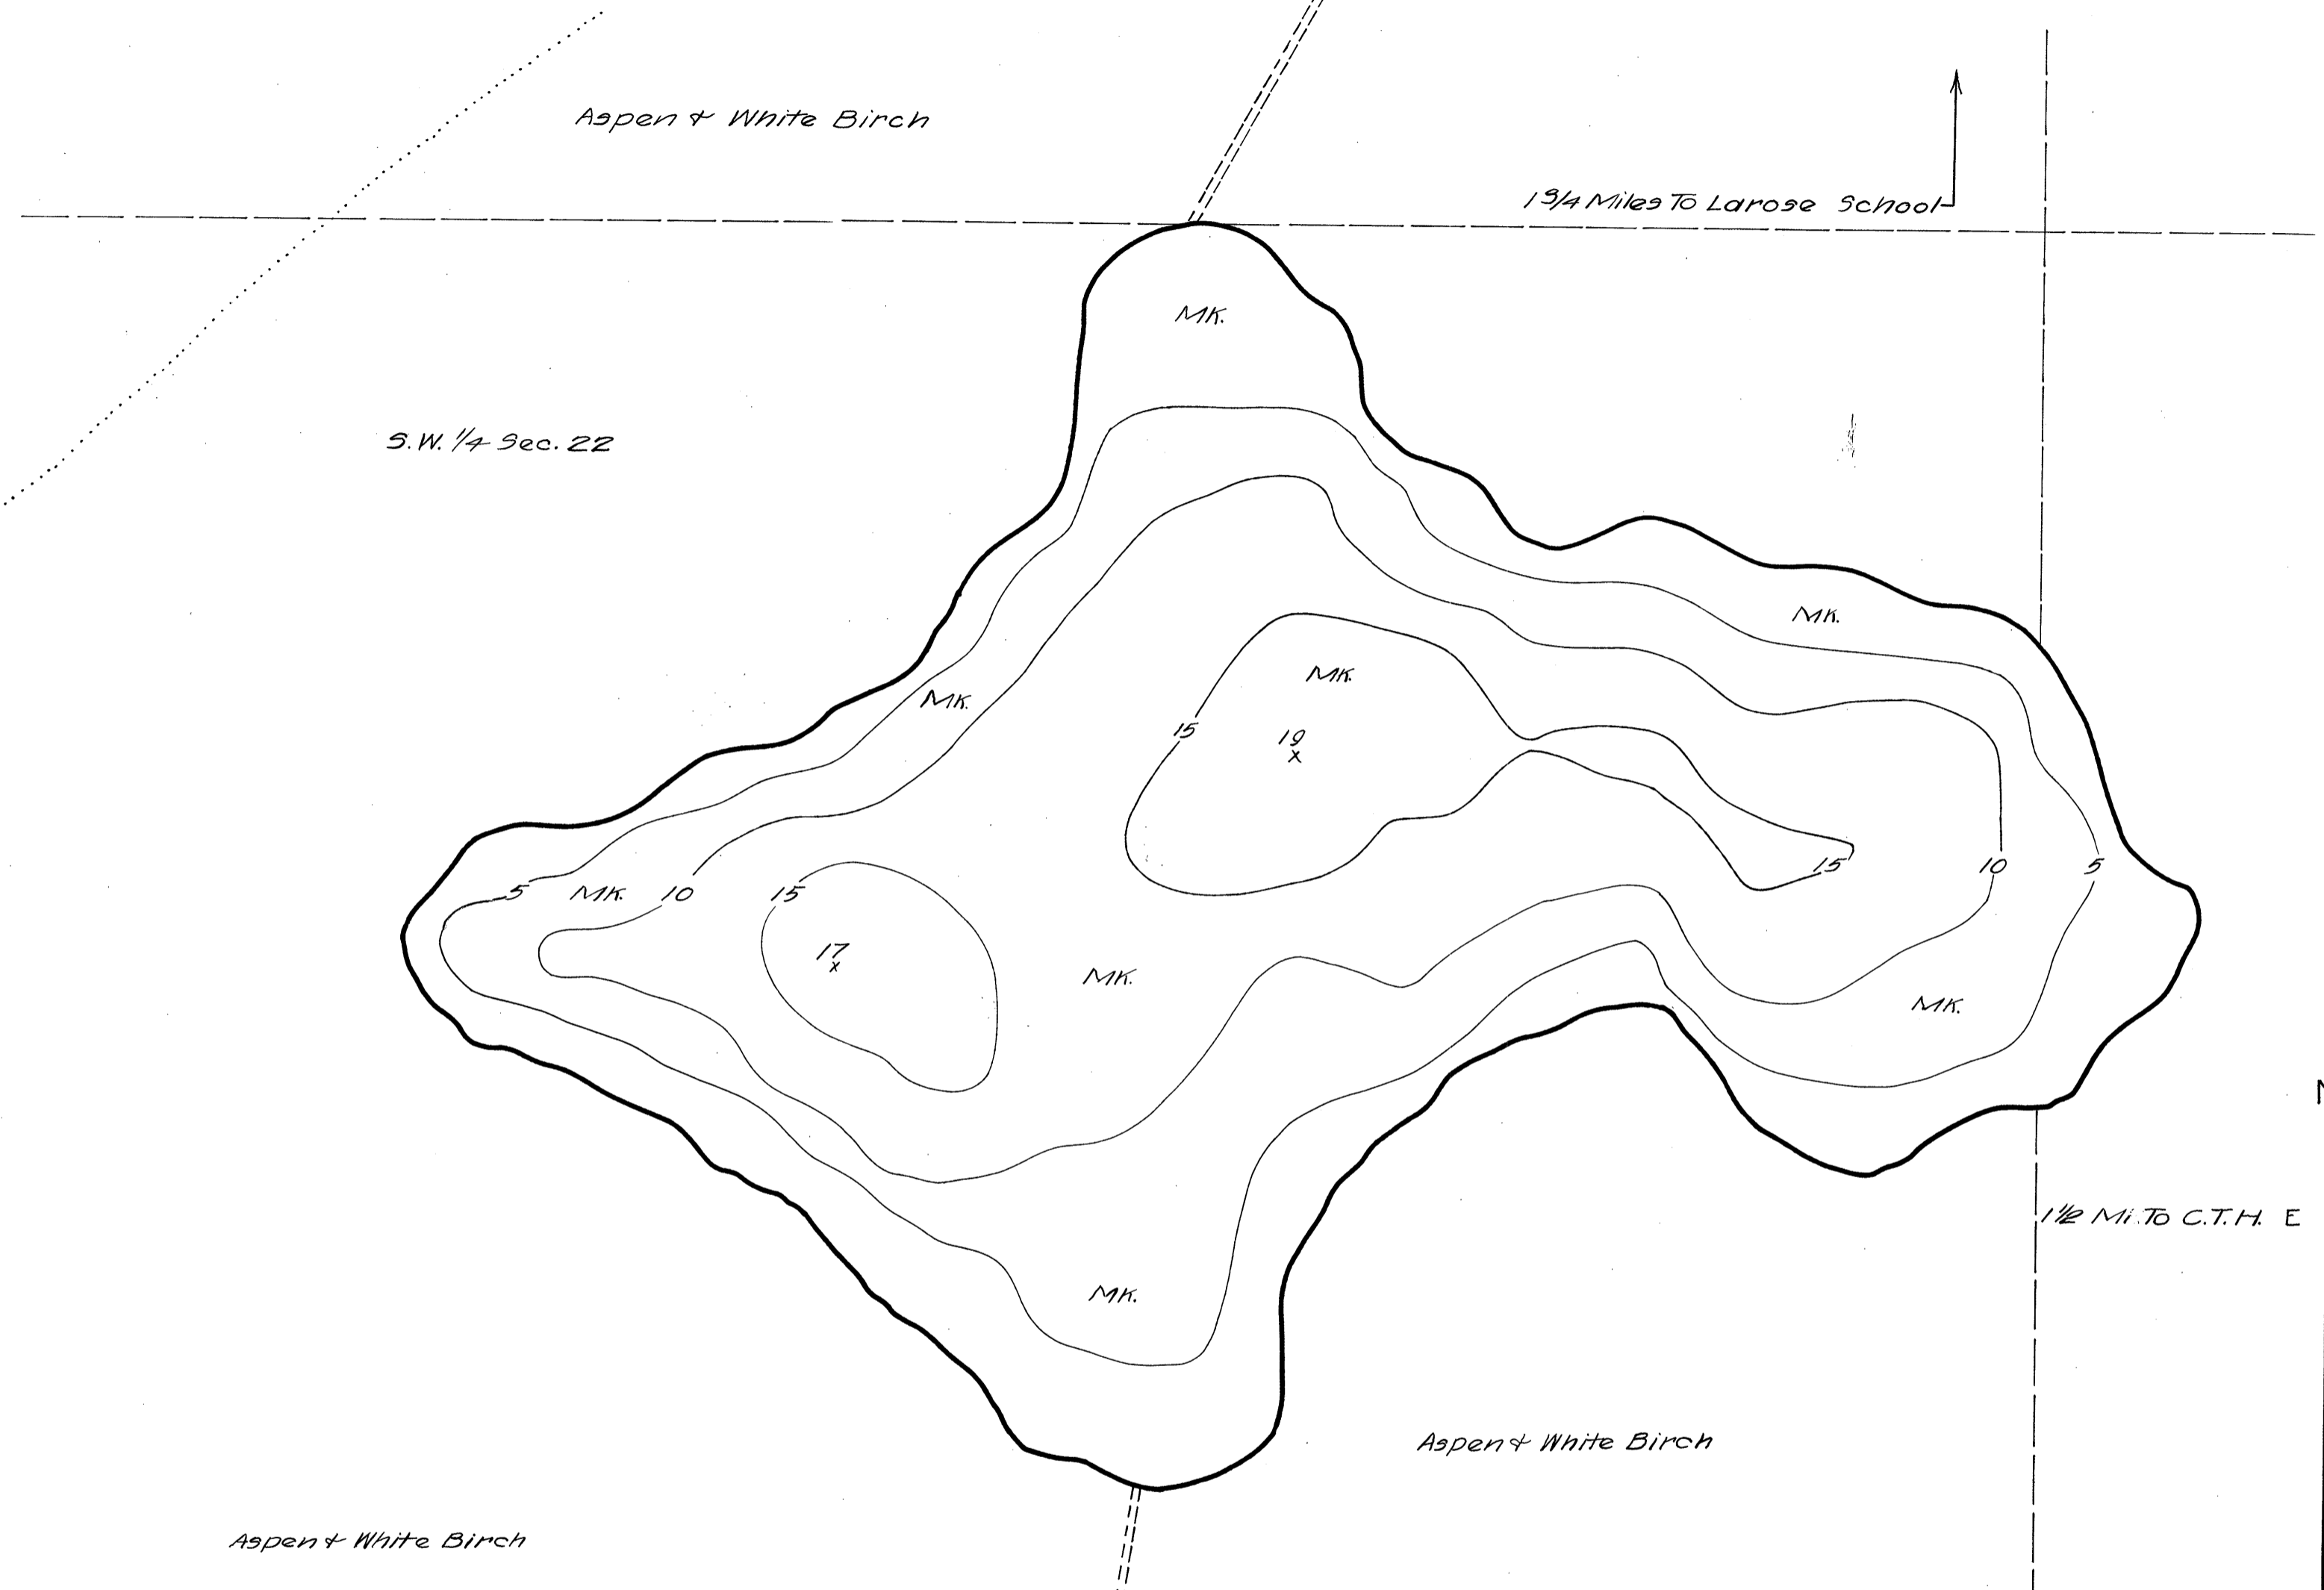 Aspen & White Birch
1 3/4 Miles To Larose School
MK.
S.W. 1/4 Sec. 22
MK.
MK.
MK.
15
19
x
15
10
5
5
MK.
10
15
17
x
MK.
MK.
1 1/2 Mi. To C.T.H. E
MK.
Aspen & White Birch
Aspen & White Birch